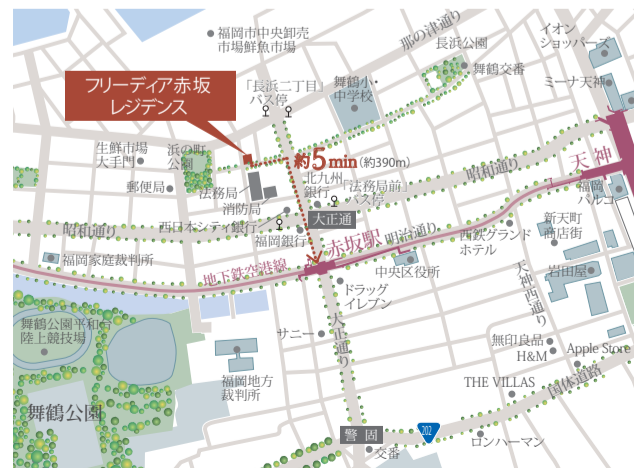 福岡市中央卸売
市場鮮魚市場
那の津通り
長浜公園
イオン
ショッパーズ
フリーディア赤坂
レジデンス
「長浜二丁目」
バス停
舞鶴小・
中学校
舞鶴交番
ミーナ天神
生鮮市場
大手門
浜の町
公園
約5min(約390m)
昭和通り
天神
郵便局
法務局
消防局
北九州
銀行
「法務局前」
バス停
福岡
パルコ
西日本シティ銀行
大正通
昭和通り
福岡銀行
赤坂駅
明治通り
西鉄グランド
ホテル
新天町
商店街
福岡家庭裁判所
地下鉄空港線
中央区役所
岩田屋
ドラッグ
イレブン
天神西通り
舞鶴公園平和台
陸上競技場
サニー
大正通り
無印良品
H&M
Apple Store
福岡地方
裁判所
THE VILLAS
国体道路
舞鶴公園
警固
202
交番
ロンハーマン